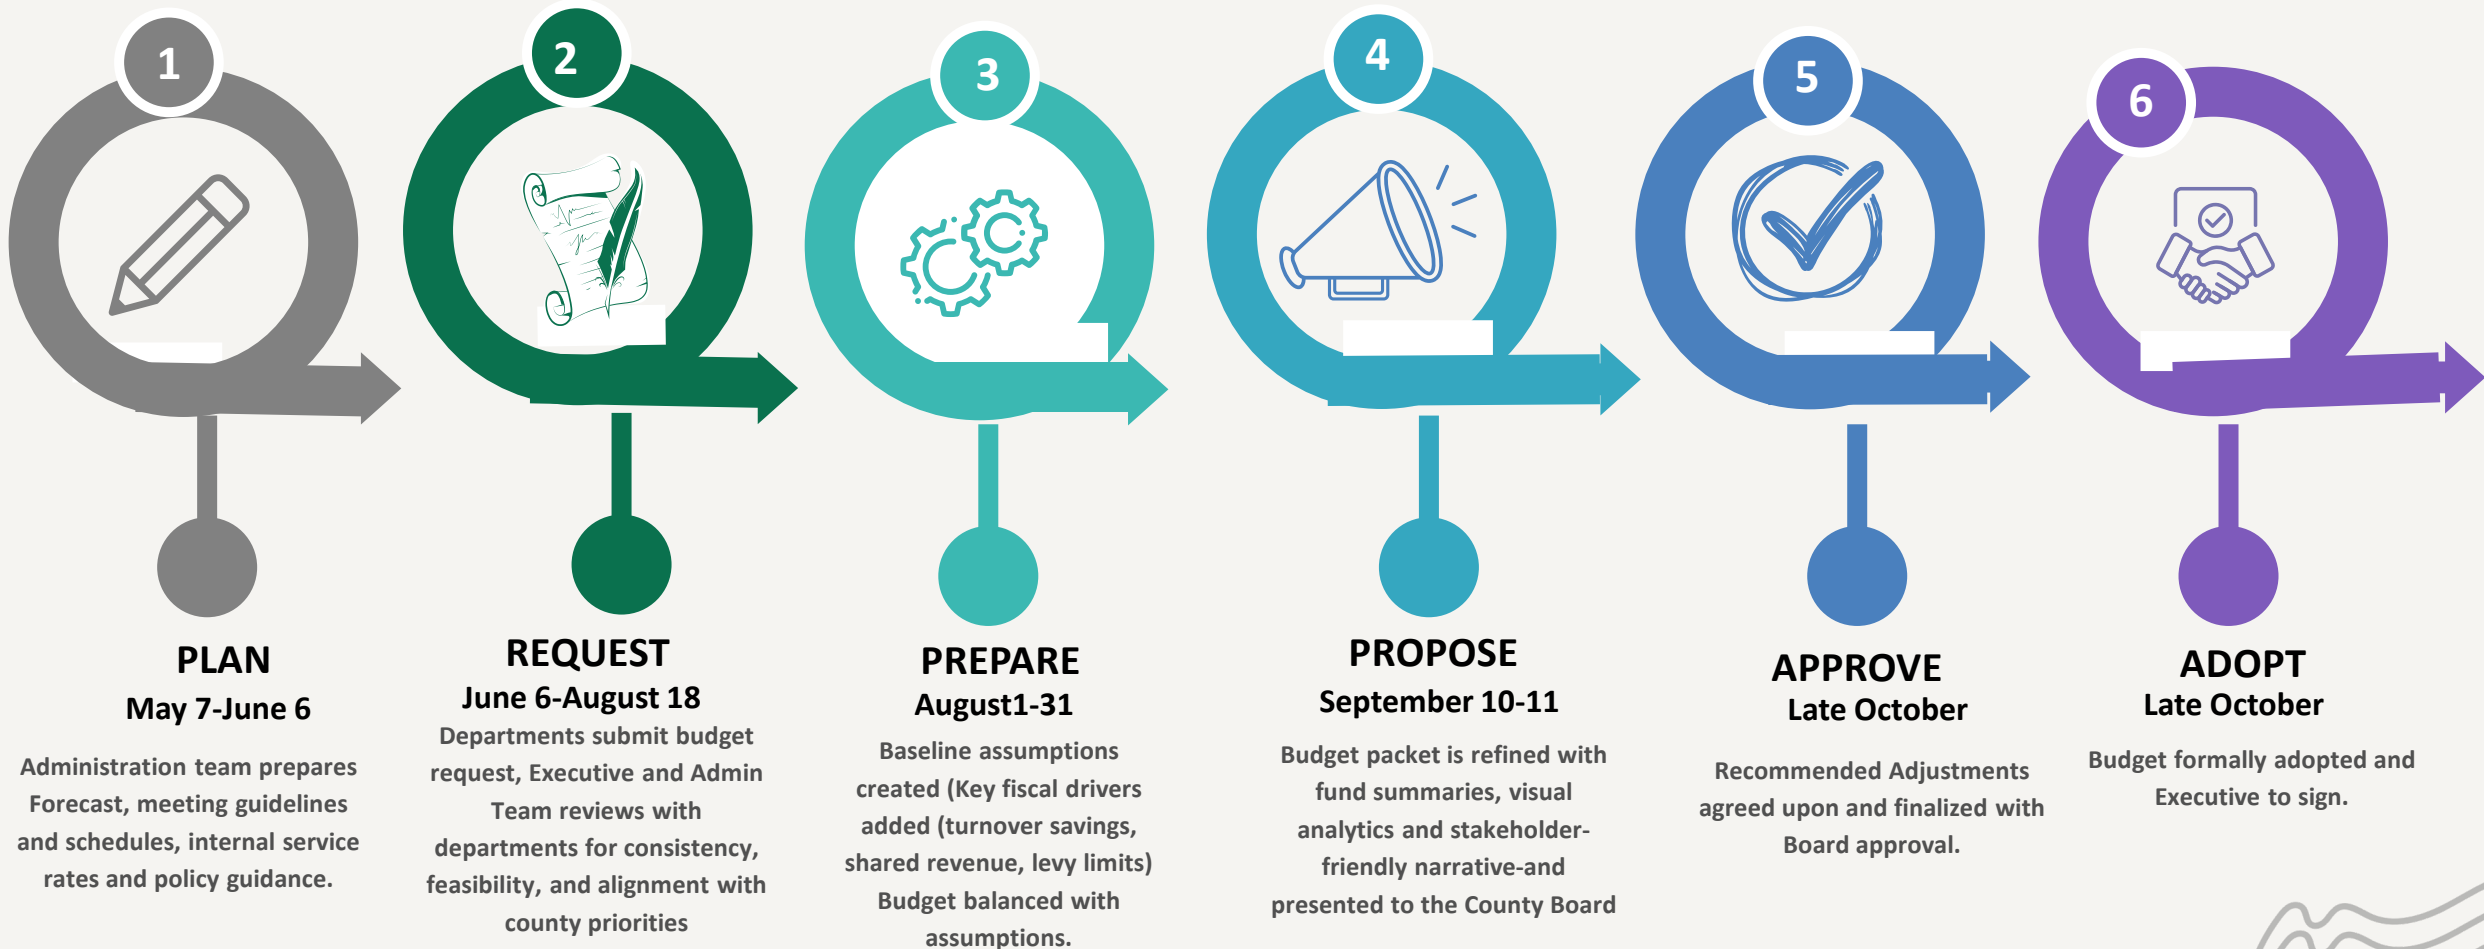 1
PLAN
May 7-June 6
Administration team prepares
Forecast, meeting guidelines
and schedules, internal service
rates and policy guidance.
2
REQUEST
June 6-August 18
Departments submit budget
request, Executive and Admin
Team reviews with
departments for consistency,
feasibility, and alignment with
county priorities
3
PREPARE
August1-31
Baseline assumptions
created (Key fiscal drivers
added (turnover savings,
shared revenue, levy limits)
Budget balanced with
assumptions.
4
PROPOSE
September 10-11
Budget packet is refined with
fund summaries, visual
analytics and stakeholder-
friendly narrative-and
presented to the County Board
5
APPROVE
Late October
Recommended Adjustments
agreed upon and finalized with
Board approval.
6
ADOPT
Late October
Budget formally adopted and
Executive to sign.